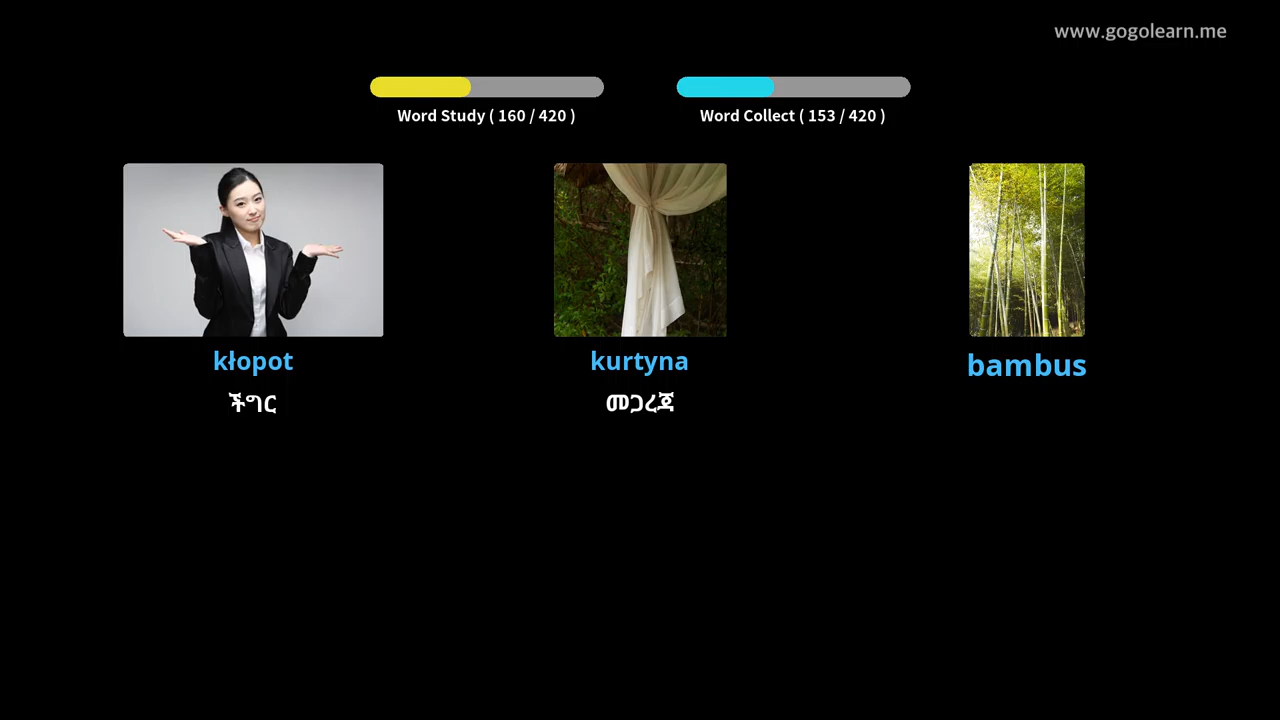 www.gogolearn.me
Word Study ( 160 / 420 )
Word Collect ( 153 / 420 )
kłopot
ችግር
kurtyna
መጋረጃ
bambus